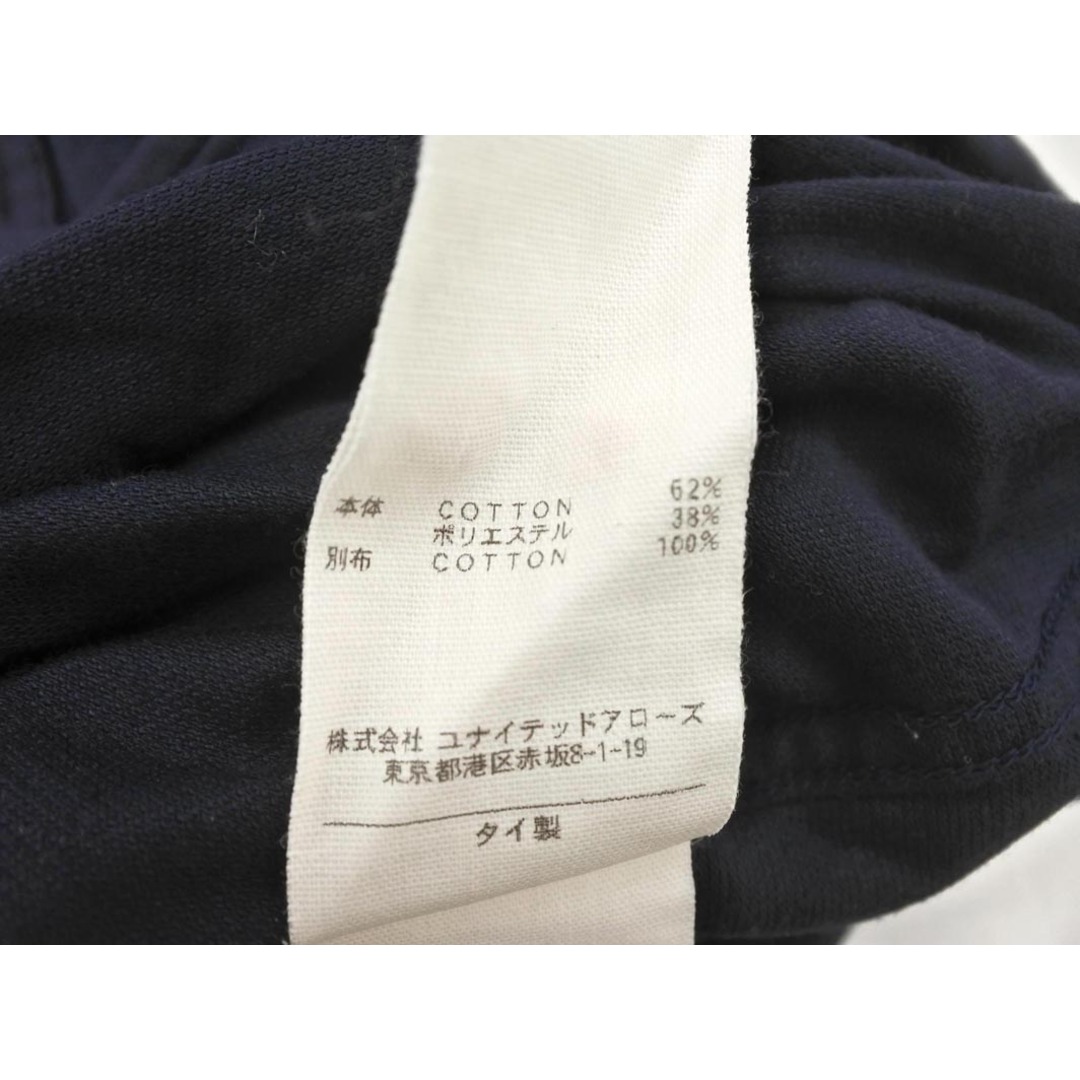 本体 COTTON 62%
ポリエステル 38%
別布 COTTON 100%
株式会社 ユナイテッドアローズ
東京都港区赤坂8-1-19
タイ製